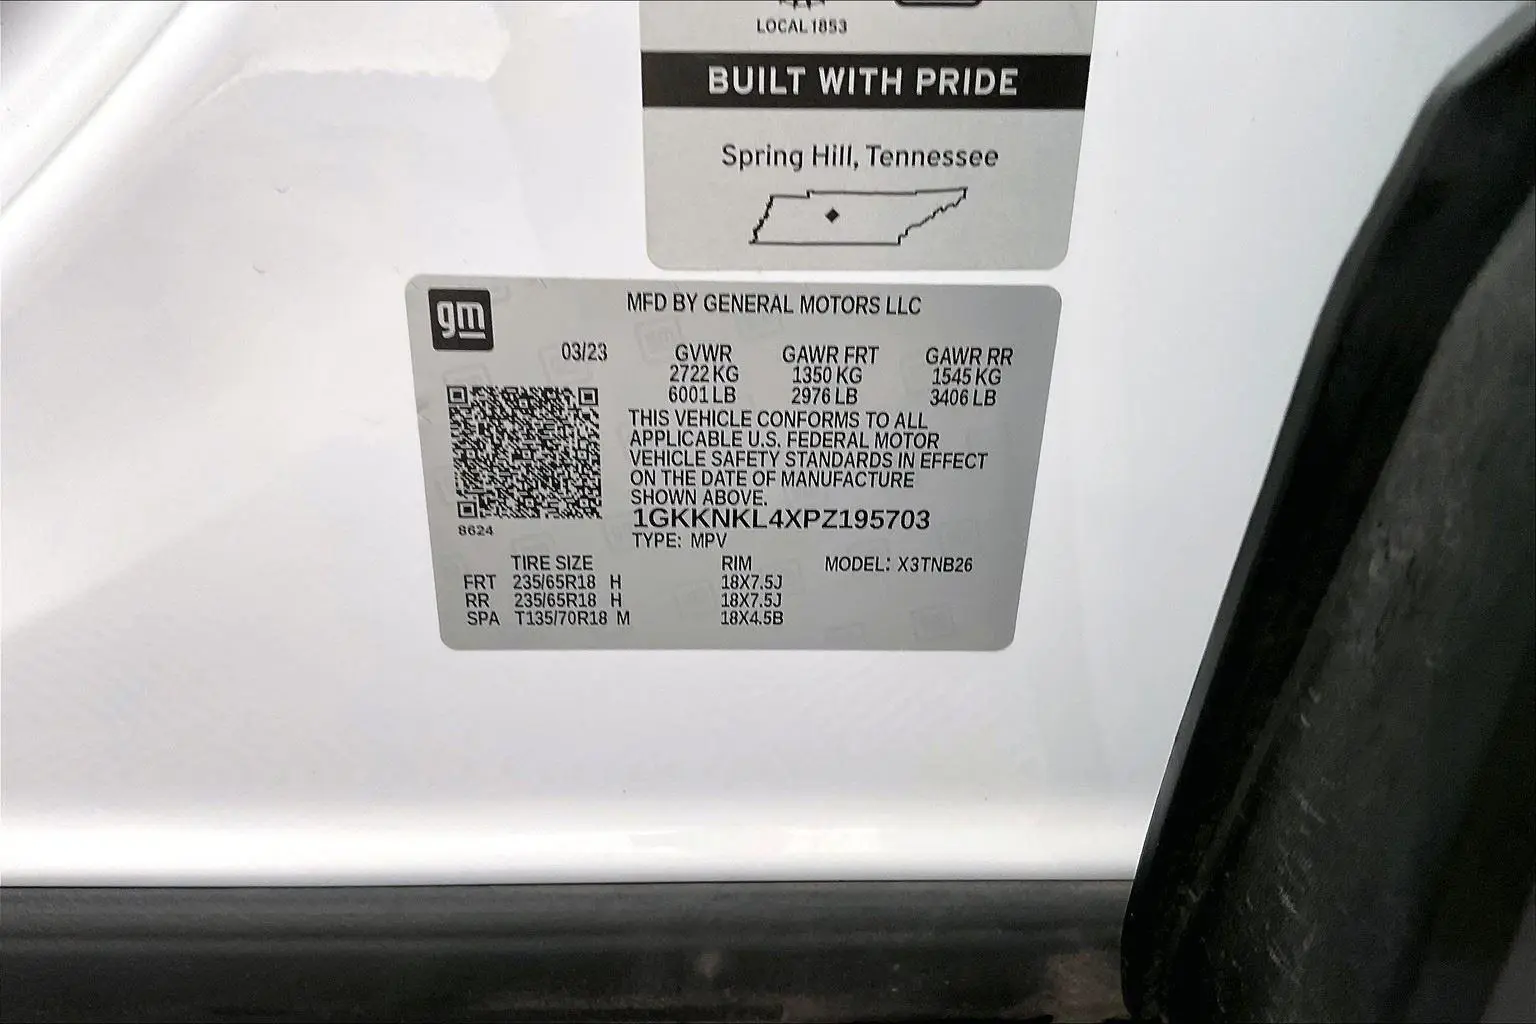 LOCAL 1853
BUILT WITH PRIDE
Spring Hill, Tennessee
gm
MFD BY GENERAL MOTORS LLC
03/23 GVWR GAWR FRT GAWR RR
2722 KG 1350 KG 1545 KG
6001 LB 2976 LB 3406 LB
THIS VEHICLE CONFORMS TO ALL
APPLICABLE U.S. FEDERAL MOTOR
VEHICLE SAFETY STANDARDS IN EFFECT
ON THE DATE OF MANUFACTURE
SHOWN ABOVE.
8624
1GKKNKL4XPZ195703
TYPE: MPV
TIRE SIZE RIM MODEL: X3TNB26
FRT 235/65R18 H 18X7.5J
RR 235/65R18 H 18X7.5J
SPA T135/70R18 M 18X4.5B